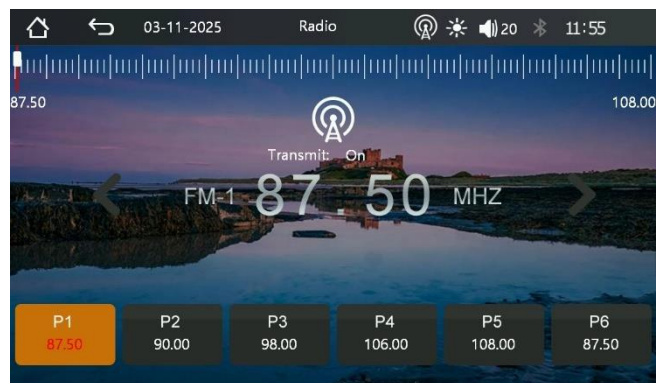 03-11-2025 Radio 20 11:55
87.50 108.00
Transmit: On
FM-1 87.50 MHZ
P1 P2 P3 P4 P5 P6
87.50 90.00 98.00 106.00 108.00 87.50